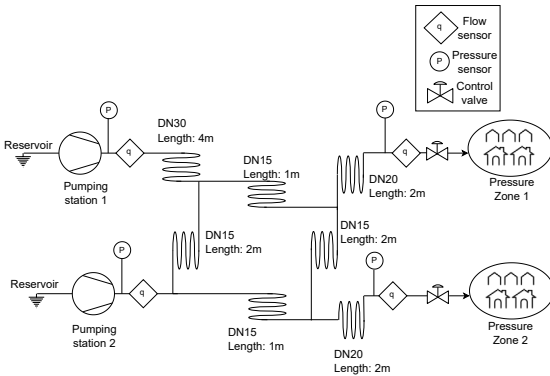 q
Flow
sensor
P
Pressure
sensor
Control
valve
P
DN30
Length: 4m
Reservoir
q
Pumping
station 1
DN15
Length: 1m
P
q
DN20
Length: 2m
Pressure
Zone 1
DN15
Length: 2m
DN15
Length: 2m
P
Reservoir
q
Pumping
station 2
DN15
Length: 1m
P
q
DN20
Length: 2m
Pressure
Zone 2